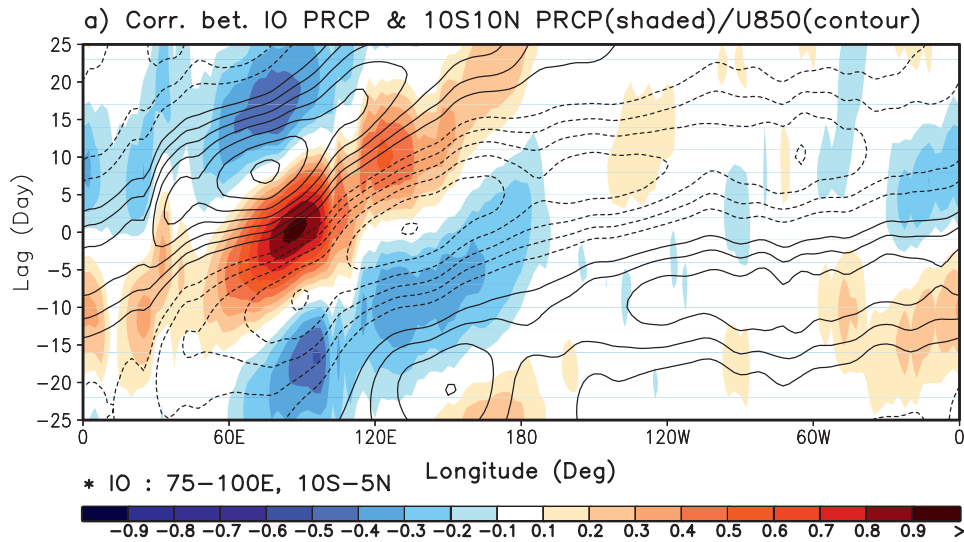 a) Corr. bet. IO PRCP & 10S10N PRCP(shaded)/U850(contour)
Lag (Day)
25
20
15
10
5
0
−5
−10
−15
−20
−25
0 60E 120E 180 120W 60W 0
Longitude (Deg)
* IO : 75−100E, 10S−5N
−0.9 −0.8 −0.7 −0.6 −0.5 −0.4 −0.3 −0.2 −0.1 0.1 0.2 0.3 0.4 0.5 0.6 0.7 0.8 0.9 >